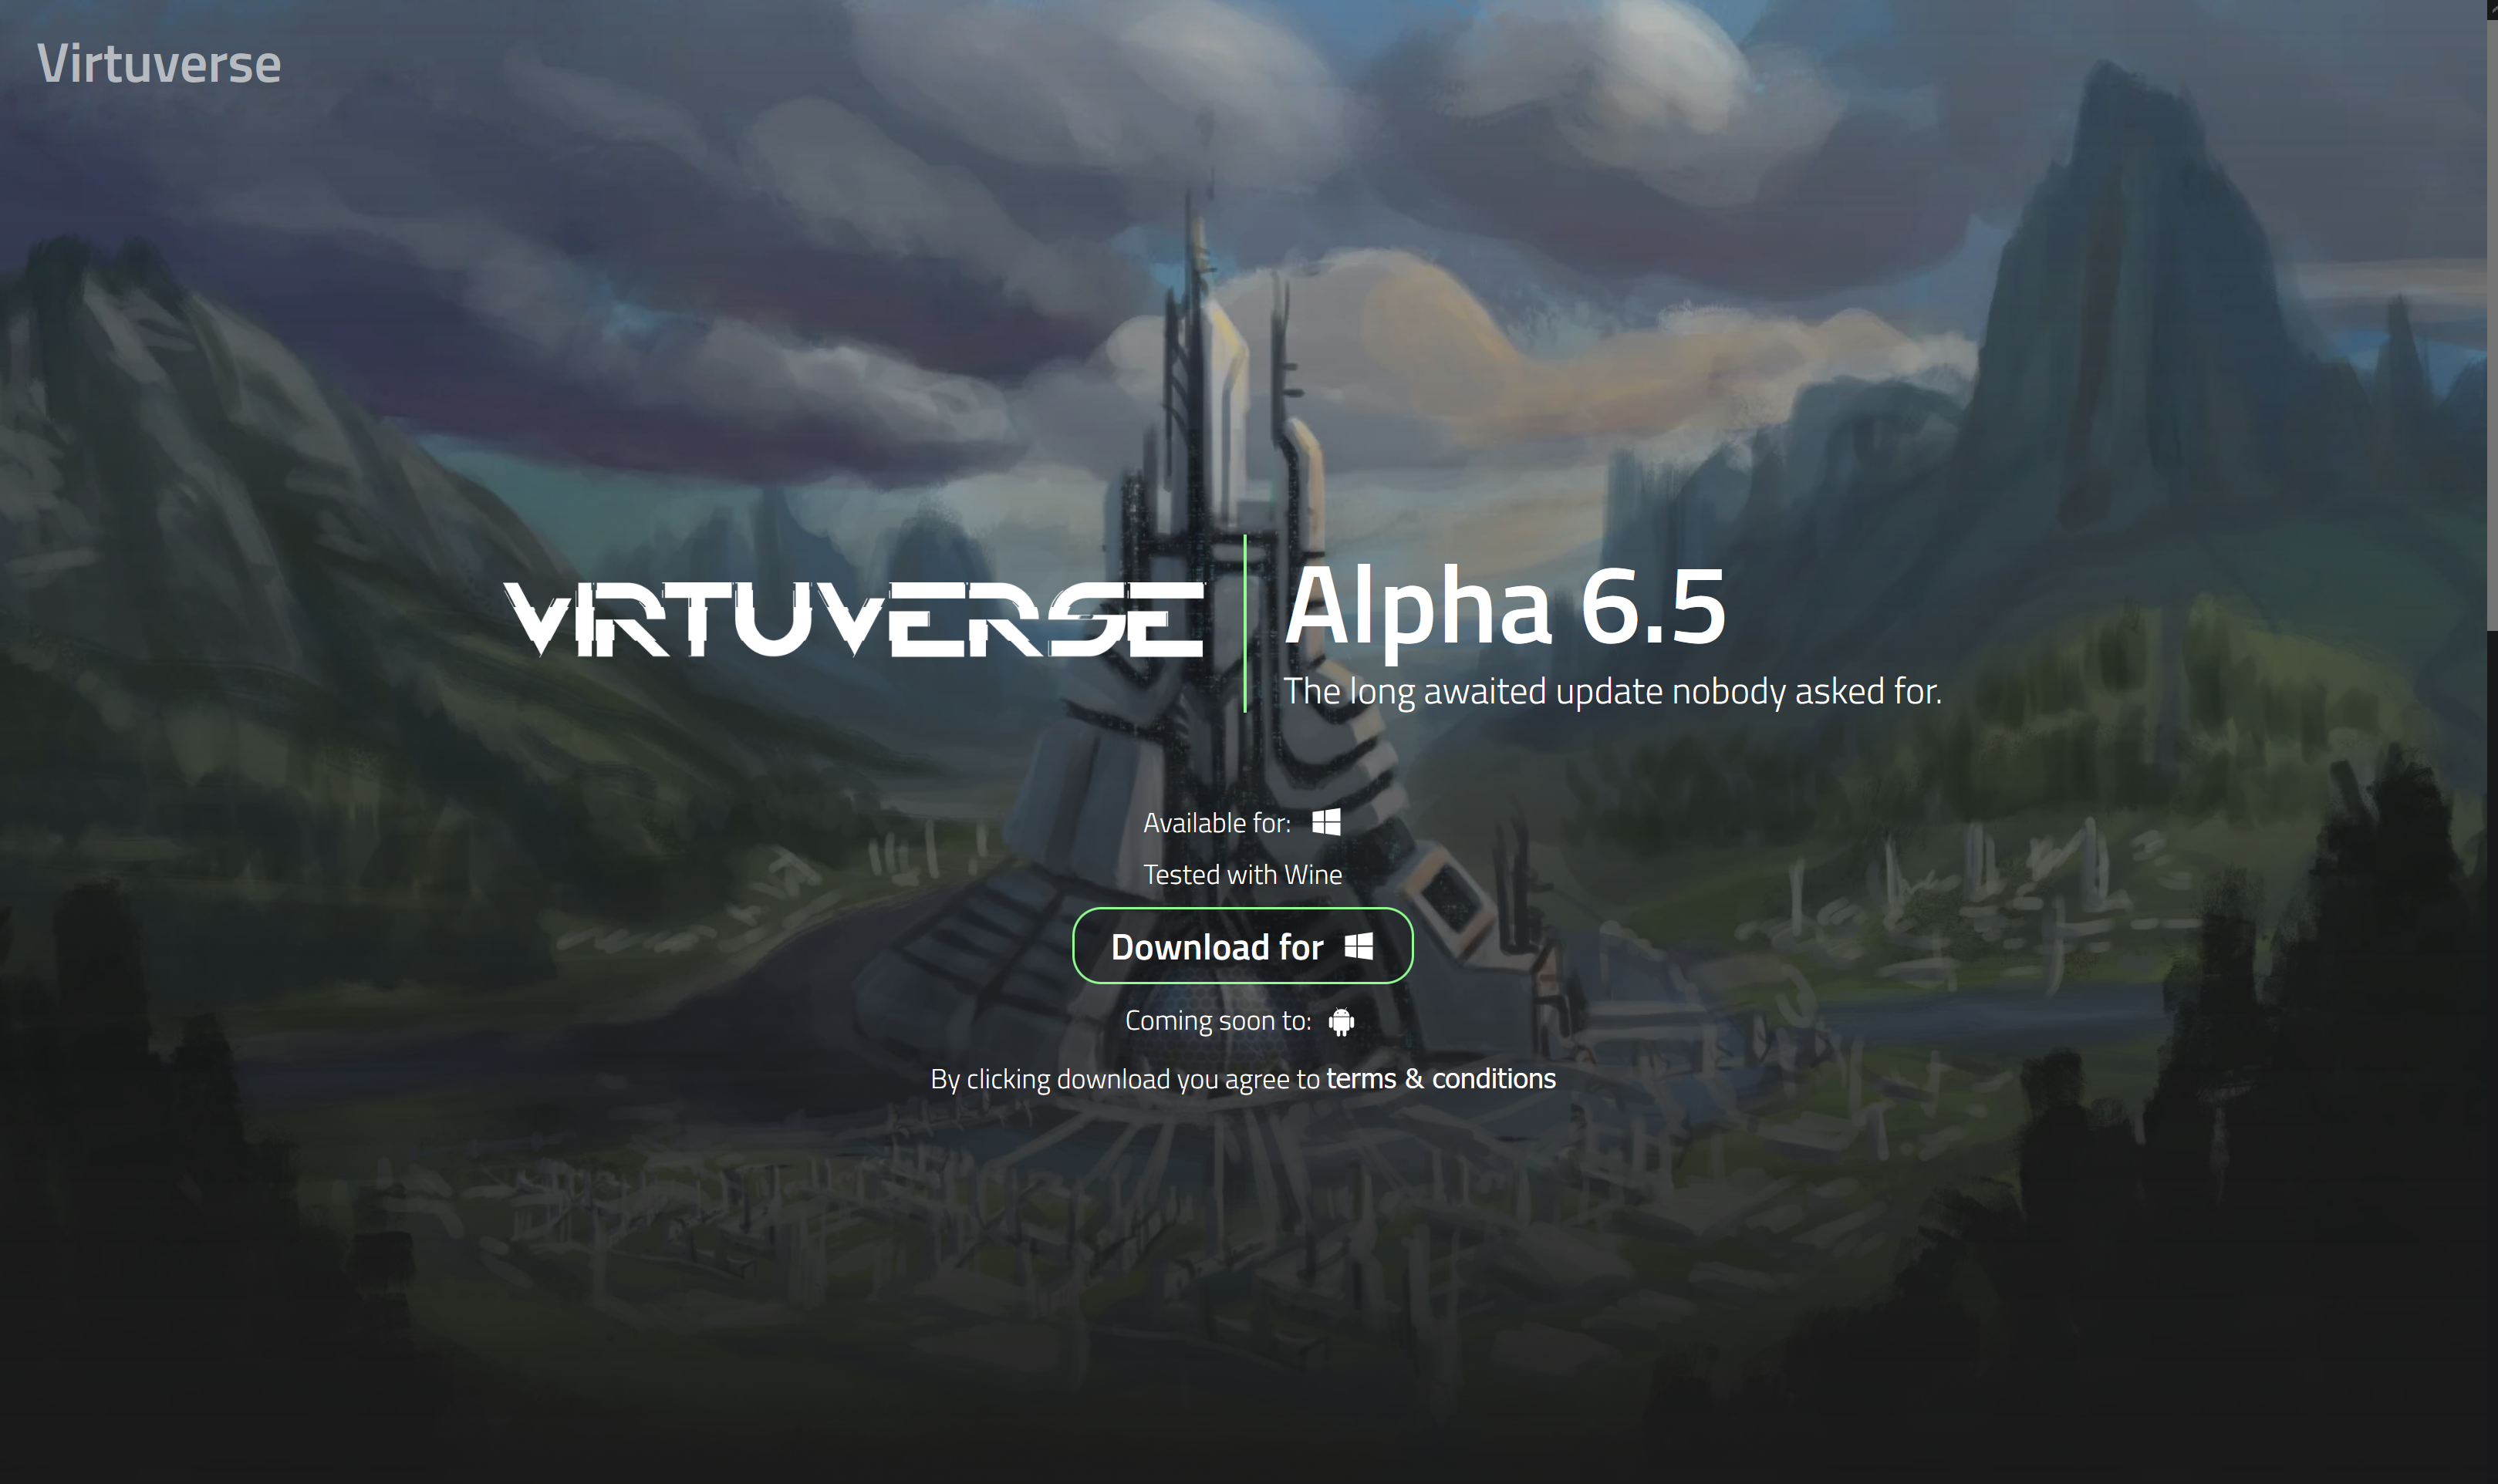 Virtuverse
VIRTUVERSE
Alpha 6.5
The long awaited update nobody asked for.
Available for:
Tested with Wine
Download for
Coming soon to:
By clicking download you agree to terms & conditions